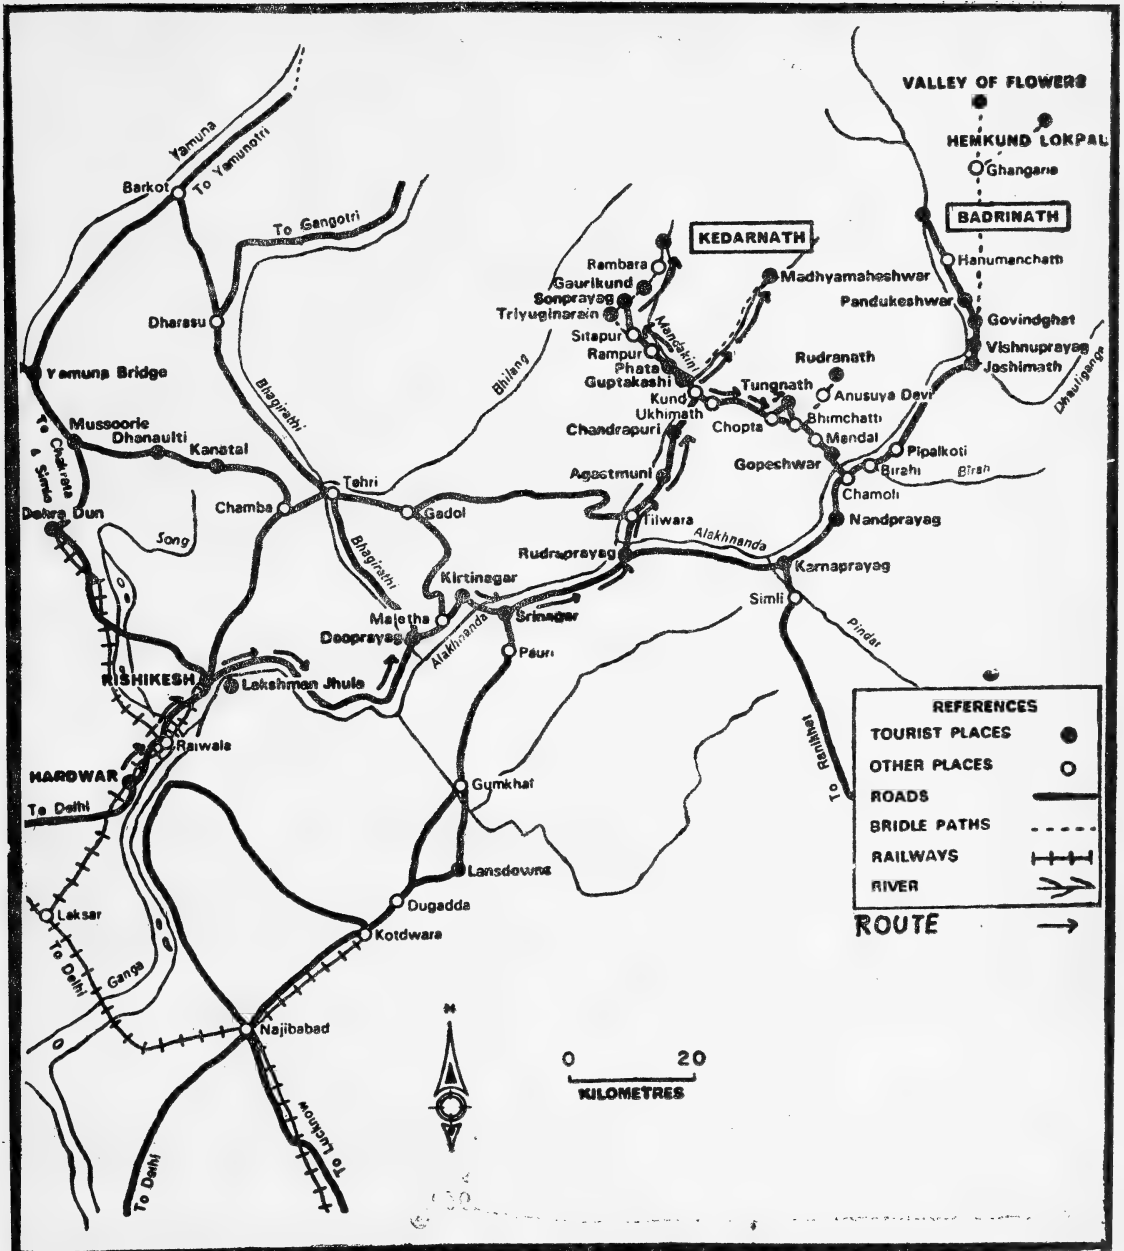 VALLEY OF FLOWERS
HEMKUND LOKPAL
Ghangaria
BADRINATH
Hanumanchatti
Pandukeshwar
Govindghat
Vishnuprayag
Joshimath
Dhauliganga
Yamuna
To Yamunotri
Barkot
To Gangotri
Dharasu
KEDARNATH
Rambara
Gaurikund
Sonprayag
Triyuginarain
Sitapur
Rampur
Phata
Guptakashi
Mandakini
Madhyamaheshwar
Kund
Ukhimath
Chandrapuri
Agastmuni
Tilwara
Rudraprayag
Rudranath
Tungnath
Anusuya Devi
Chopta
Bhimchatti
Mandal
Gopeshwar
Pipalkoti
Birahi
Birah
Chamoli
Nandprayag
Alakhnanda
Karnaprayag
Simli
Pindar
To Ranikhet
Yamuna Bridge
To Chakrata
& Simla
Mussoorie
Dhanaulti
Kanatal
Bhagirathi
Bhilang
Tehri
Chamba
Gadol
Dehra Dun
Song
Bhagirathi
Kirtinagar
Maletha
Deoprayag
Alakhnanda
Srinagar
Pauri
RISHIKESH
Lakshman Jhula
Raiwala
HARDWAR
To Delhi
Gumkhal
Lansdowne
Dugadda
Kotdwara
Laksar
To Delhi
Ganga
Najibabad
To Delhi
To Lucknow
N
0 20
KILOMETRES
REFERENCES
TOURIST PLACES
OTHER PLACES
ROADS
BRIDLE PATHS
RAILWAYS
RIVER
ROUTE